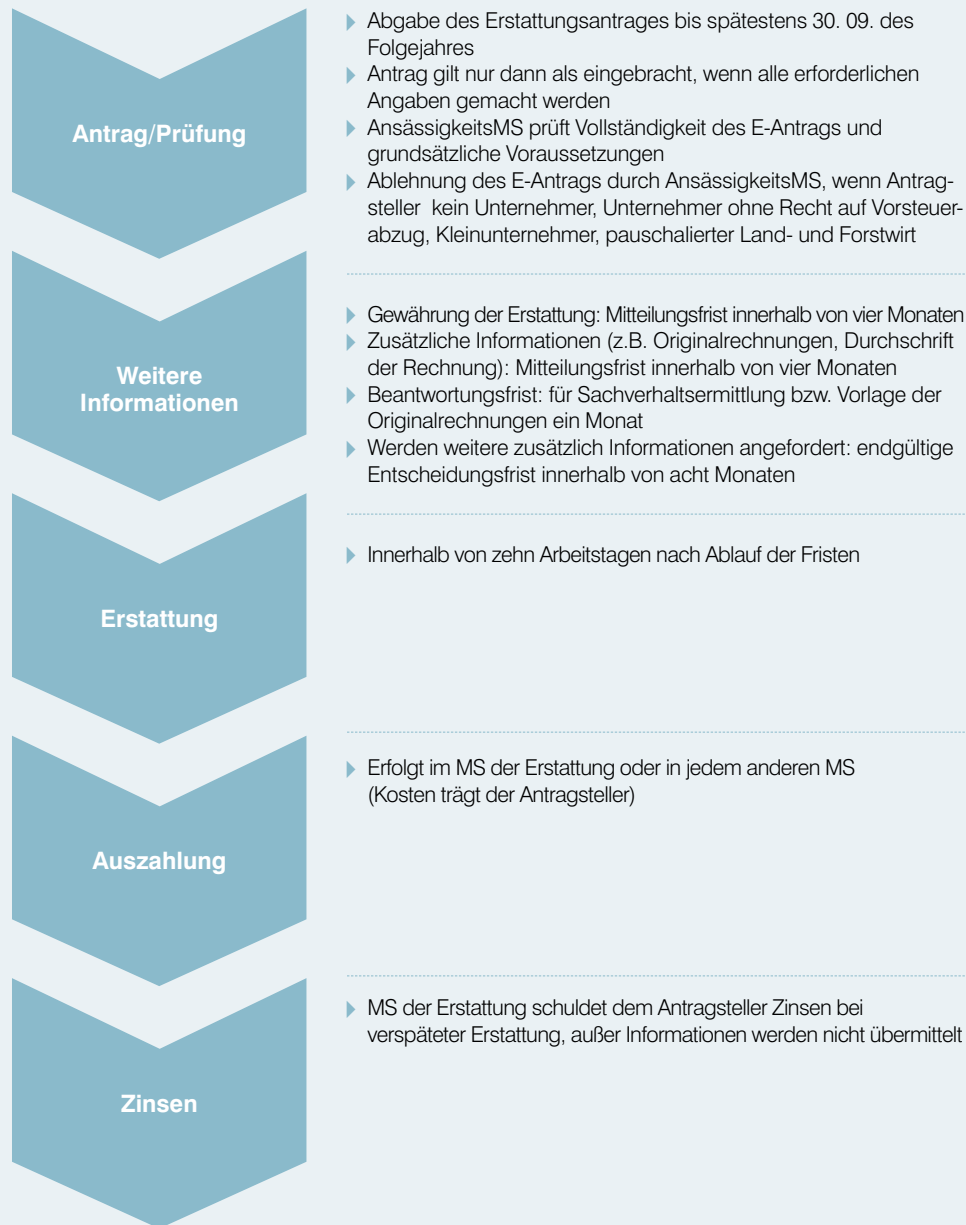 Antrag/Prüfung
Abgabe des Erstattungsantrages bis spätestens 30. 09. des
Folgejahres
Antrag gilt nur dann als eingebracht, wenn alle erforderlichen
Angaben gemacht werden
AnsässigkeitsMS prüft Vollständigkeit des E-Antrags und
grundsätzliche Voraussetzungen
Ablehnung des E-Antrags durch AnsässigkeitsMS, wenn Antrag-
steller kein Unternehmer, Unternehmer ohne Recht auf Vorsteuer-
abzug, Kleinunternehmer, pauschalierter Land- und Forstwirt
Weitere
Informationen
Gewährung der Erstattung: Mitteilungsfrist innerhalb von vier Monaten
Zusätzliche Informationen (z.B. Originalrechnungen, Durchschrift
der Rechnung): Mitteilungsfrist innerhalb von vier Monaten
Beantwortungsfrist: für Sachverhaltsermittlung bzw. Vorlage der
Originalrechnungen ein Monat
Werden weitere zusätzlich Informationen angefordert: endgültige
Entscheidungsfrist innerhalb von acht Monaten
Erstattung
Innerhalb von zehn Arbeitstagen nach Ablauf der Fristen
Auszahlung
Erfolgt im MS der Erstattung oder in jedem anderen MS
(Kosten trägt der Antragsteller)
Zinsen
MS der Erstattung schuldet dem Antragsteller Zinsen bei
verspäteter Erstattung, außer Informationen werden nicht übermittelt